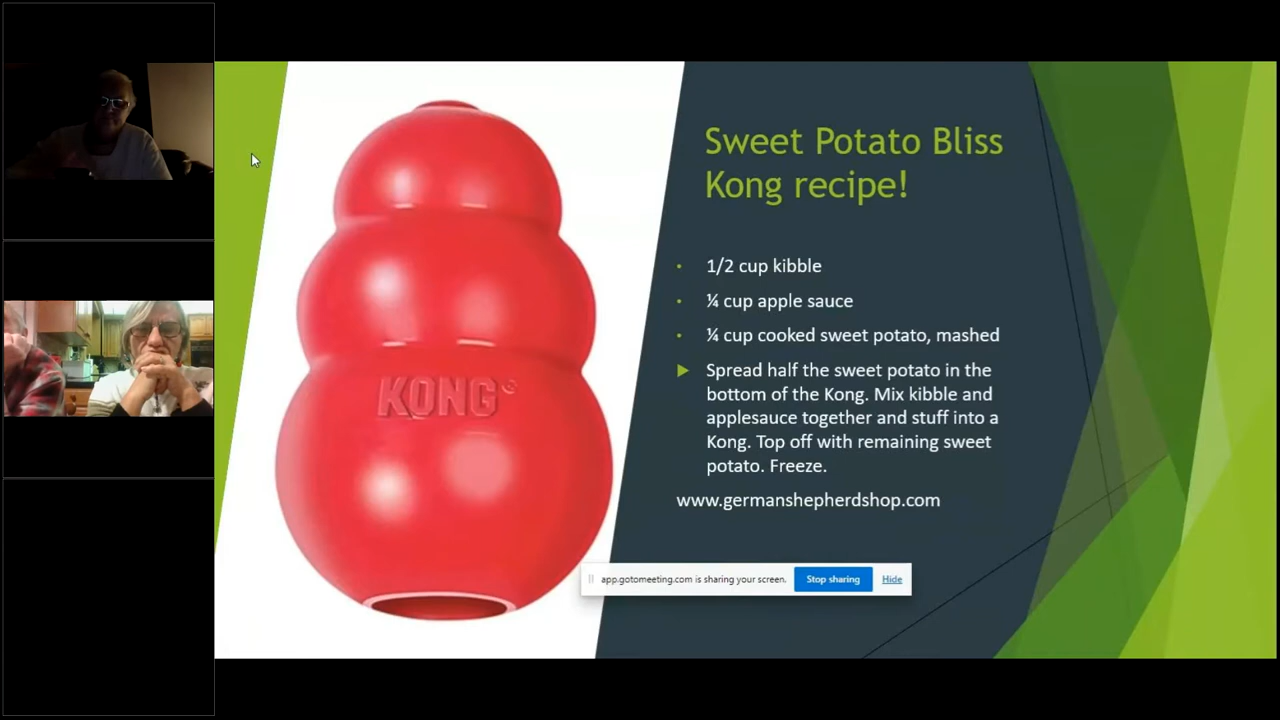 Sweet Potato Bliss
Kong recipe!
• 1/2 cup kibble
• ¼ cup apple sauce
• ¼ cup cooked sweet potato, mashed
Spread half the sweet potato in the
bottom of the Kong. Mix kibble and
applesauce together and stuff into a
Kong. Top off with remaining sweet
potato. Freeze.
www.germanshepherdshop.com
KONG®
app.gotomeeting.com is sharing your screen. Stop sharing Hide